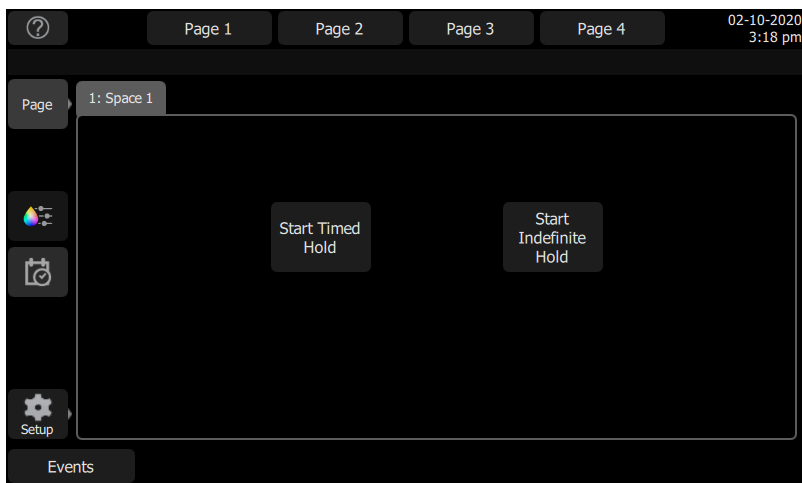 ?
Page 1
Page 2
Page 3
Page 4
02-10-2020
3:18 pm
Page
1: Space 1
Start Timed
Hold
Start
Indefinite
Hold
Setup
Events